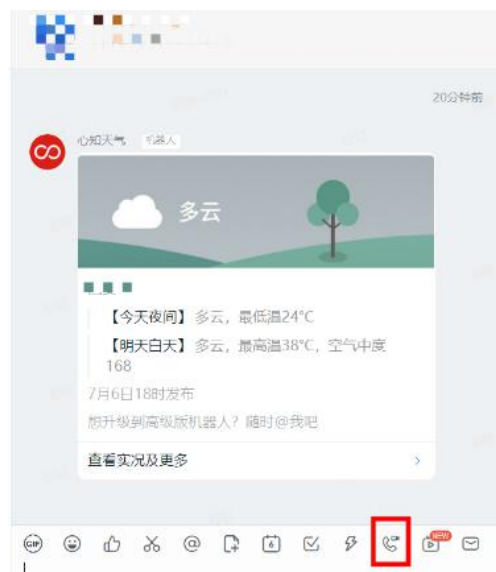 20分钟前
心知天气 机器人
多云
【今天夜间】多云，最低温24°C
【明天白天】多云，最高温38°C，空气中度
168
7月6日18时发布
想升级到高级版机器人？随时@我吧
查看实况及更多
GIF
6
NEW